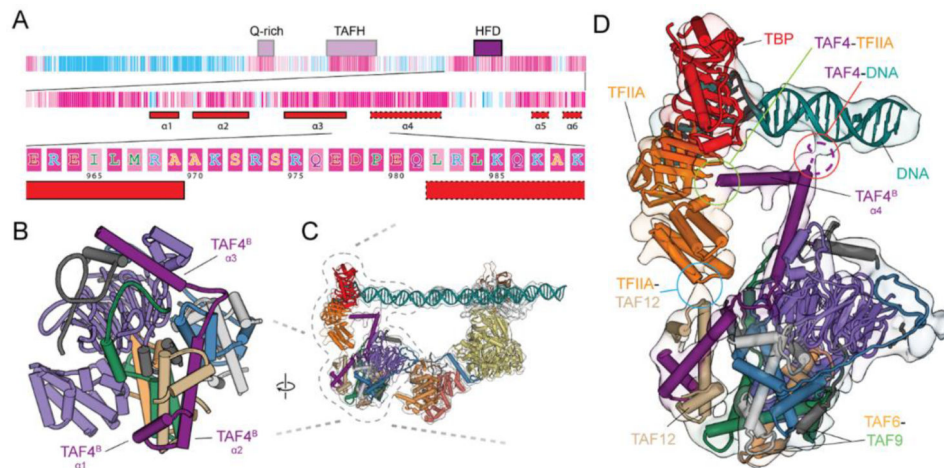 A
Q-rich TAFH HFD
α1 α2 α3 α4 α5 α6
E R E I L M R A A K S R S R Q E D P E Q L R L K Q K A K
965 970 975 980 985
B
TAF4B
α3
TAF4B
α1
TAF4B
α2
C
D
TBP
TAF4-TFIIA
TAF4-DNA
TFIIA
DNA
TAF4B
α4
TFIIA-
TAF12
TAF12
TAF6-
TAF9